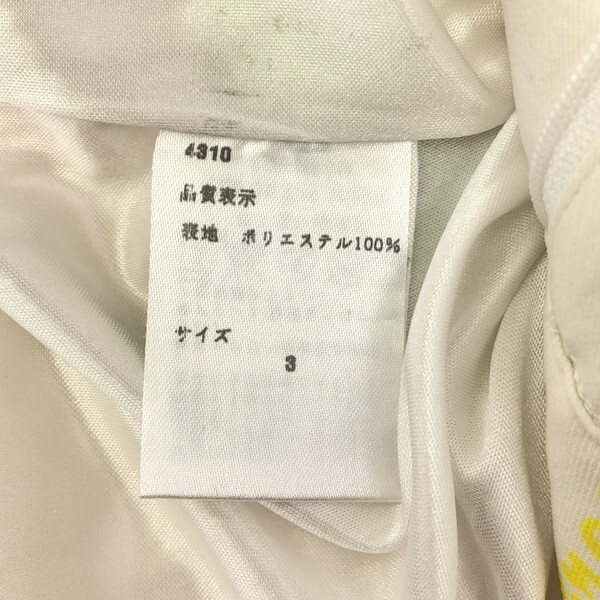 4310
品質表示
表地 ポリエステル100%
サイズ
3